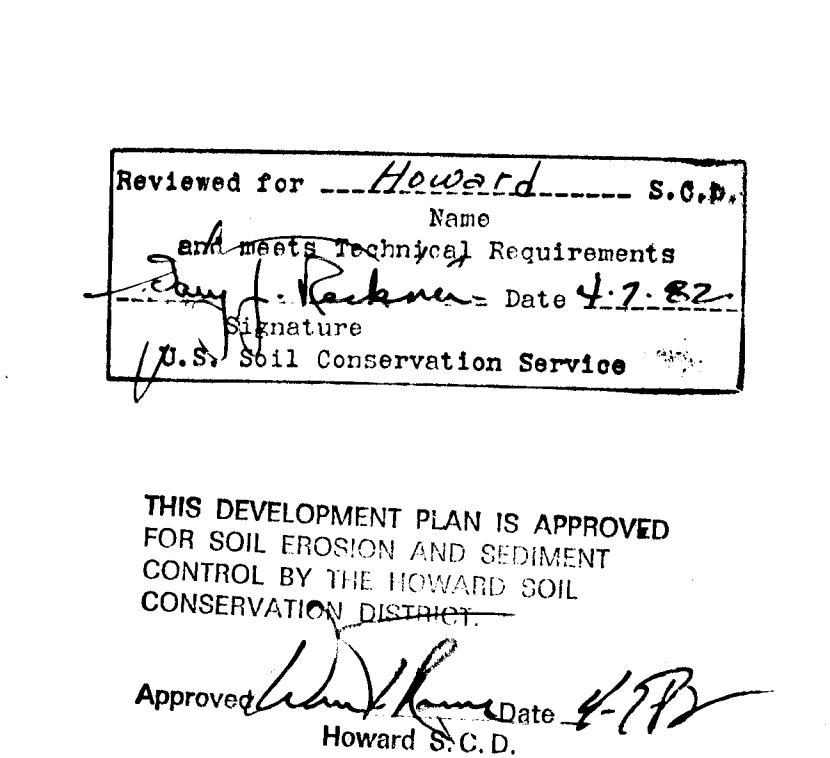 Reviewed for Howard S.C.D.
Name
and meets Technical Requirements
J. Reckner Date 4.7.82
Signature
U.S. Soil Conservation Service
THIS DEVELOPMENT PLAN IS APPROVED
FOR SOIL EROSION AND SEDIMENT
CONTROL BY THE HOWARD SOIL
CONSERVATION DISTRICT.
Approved Date
Howard S.C.D.